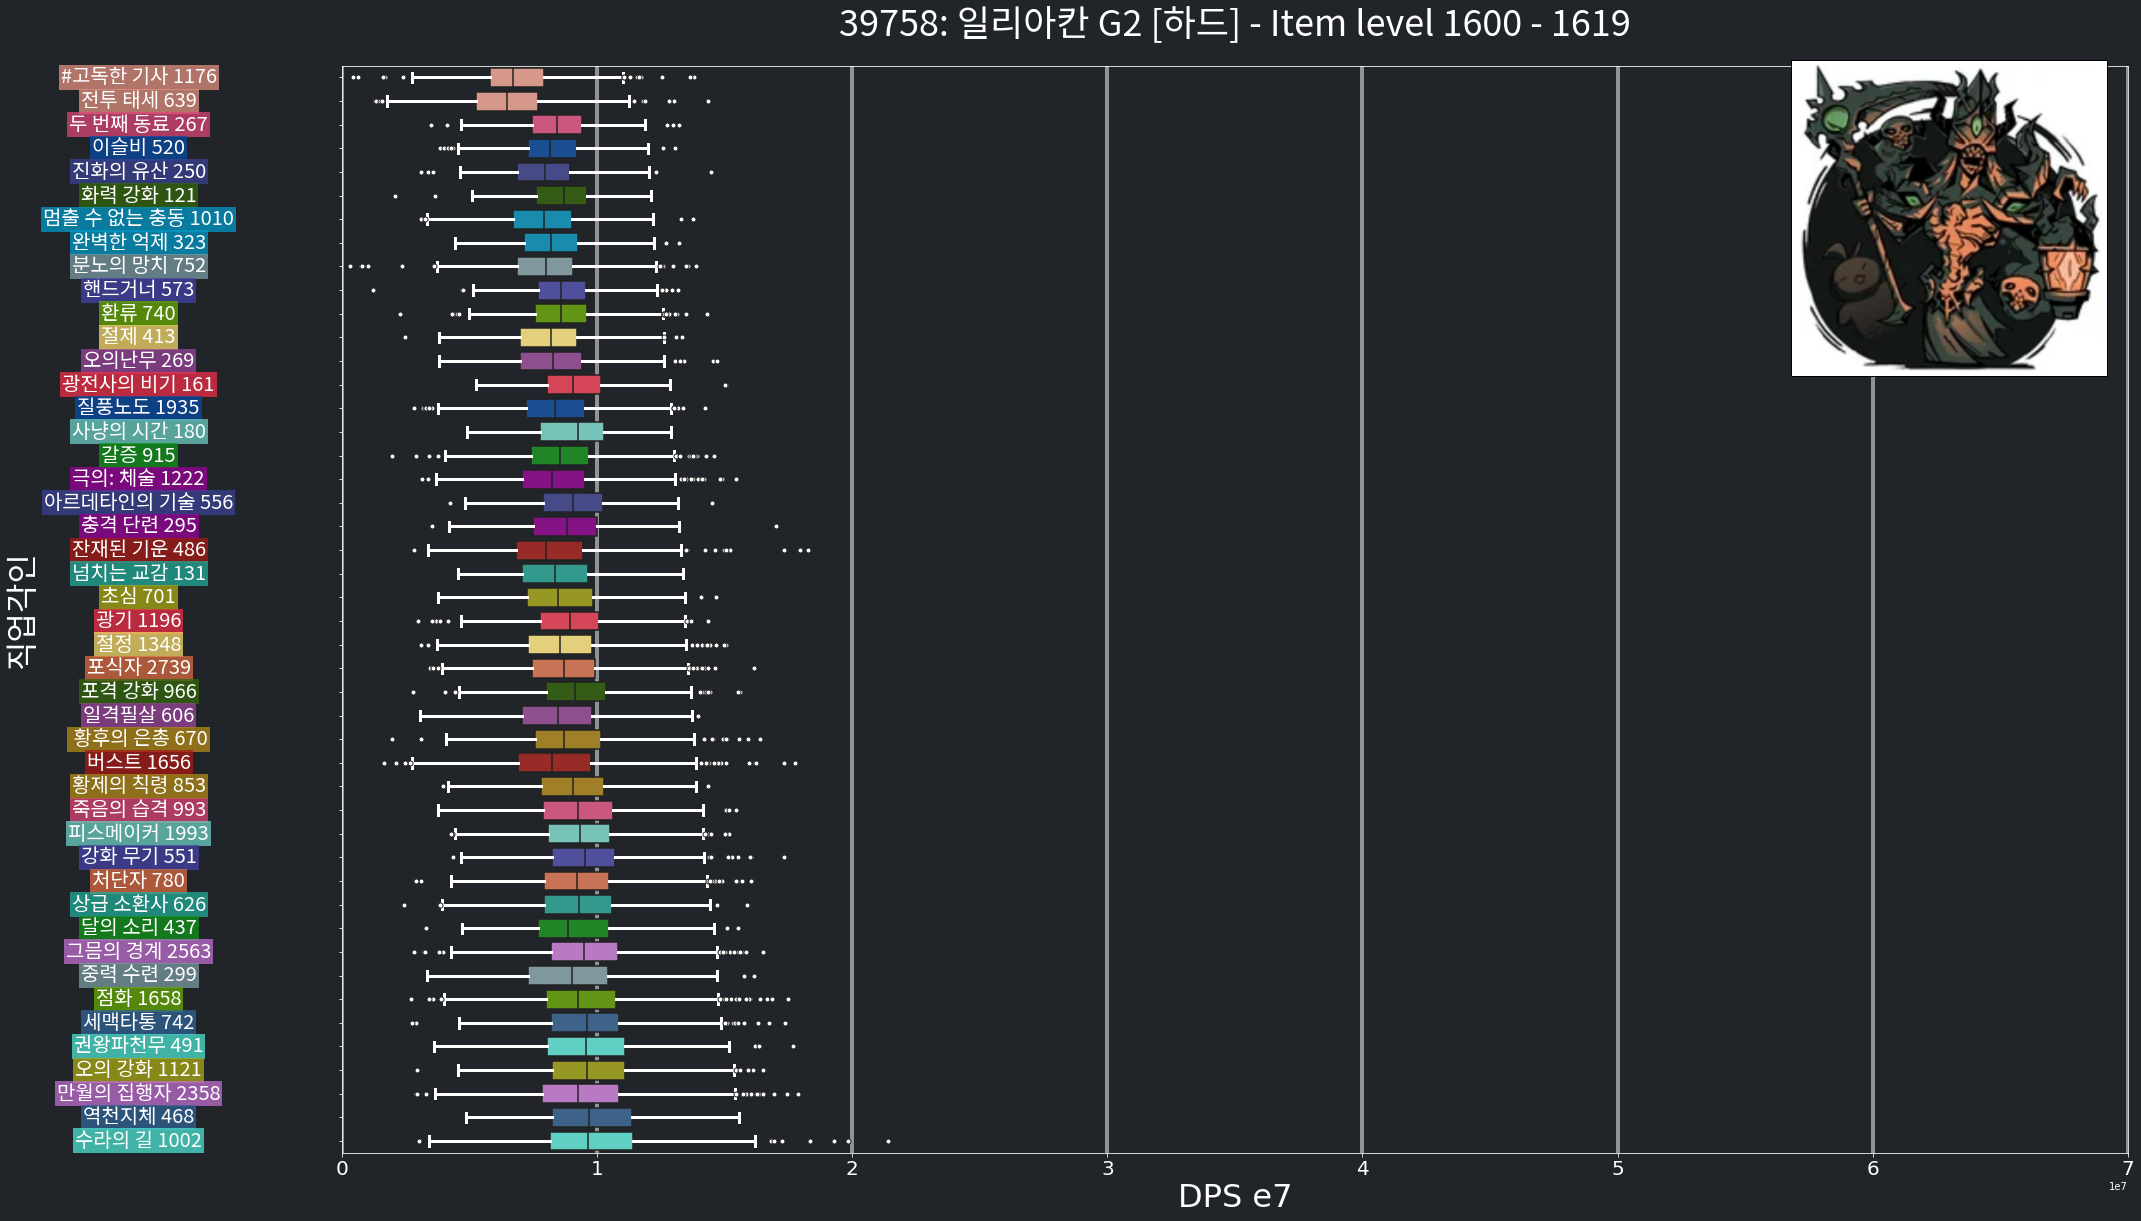 39758: 일리아칸 G2 [하드] - Item level 1600 - 1619
#고독한 기사 1176
전투 태세 639
두 번째 동료 267
이슬비 520
진화의 유산 250
화력 강화 121
멈출 수 없는 충동 1010
완벽한 억제 323
분노의 망치 752
핸드거너 573
환류 740
절제 413
오의난무 269
광전사의 비기 161
질풍노도 1935
사냥의 시간 180
갈증 915
극의: 체술 1222
아르데타인의 기술 556
충격 단련 295
잔재된 기운 486
넘치는 교감 131
초심 701
광기 1196
절정 1348
포식자 2739
포격 강화 966
일격필살 606
황후의 은총 670
버스트 1656
황제의 칙령 853
죽음의 습격 993
피스메이커 1993
강화 무기 551
처단자 780
상급 소환사 626
달의 소리 437
그믐의 경계 2563
중력 수련 299
점화 1658
세맥타통 742
권왕파천무 491
오의 강화 1121
만월의 집행자 2358
역천지체 468
수라의 길 1002
직업각인
0 1 2 3 4 5 6 7
DPS e7
1e7